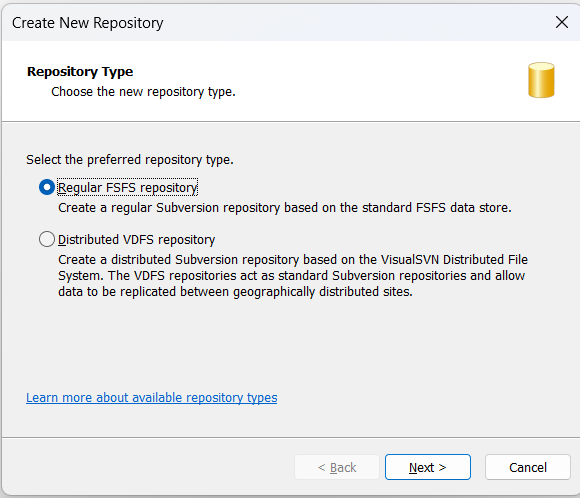 Create New Repository
Repository Type
Choose the new repository type.
Select the preferred repository type.
Regular FSFS repository
Create a regular Subversion repository based on the standard FSFS data store.
Distributed VDFS repository
Create a distributed Subversion repository based on the VisualSVN Distributed File
System. The VDFS repositories act as standard Subversion repositories and allow
data to be replicated between geographically distributed sites.
Learn more about available repository types
< Back
Next >
Cancel